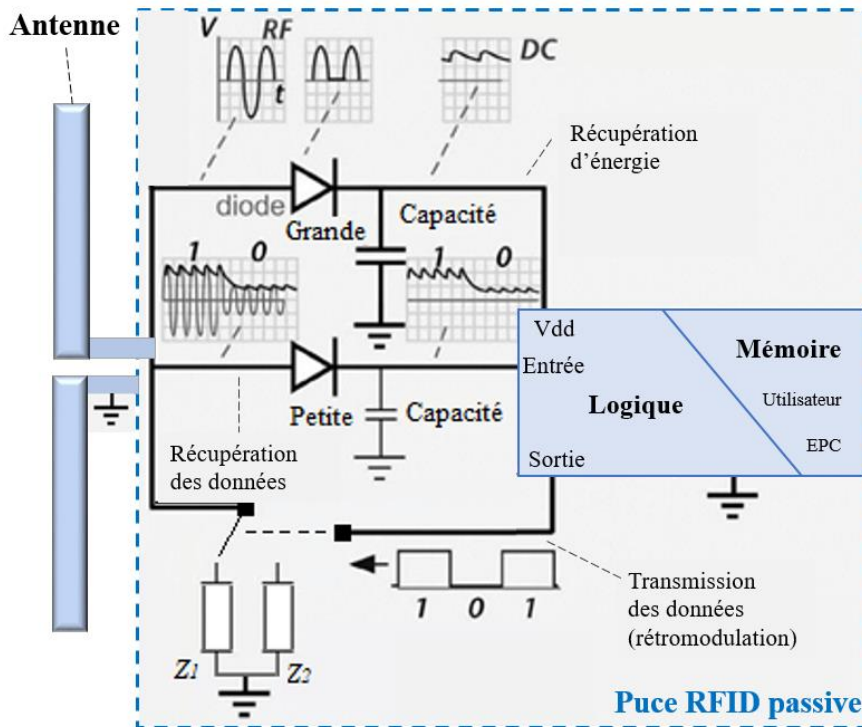 Antenne
V RF
t
DC
Récupération
d’énergie
diode
Grande
Capacité
1 0
1 0
Vdd
Entrée
Mémoire
Logique
Utilisateur
EPC
Petite
Capacité
Récupération
des données
Sortie
1 0 1
Transmission
des données
(rétromodulation)
Z1
Z2
Puce RFID passive